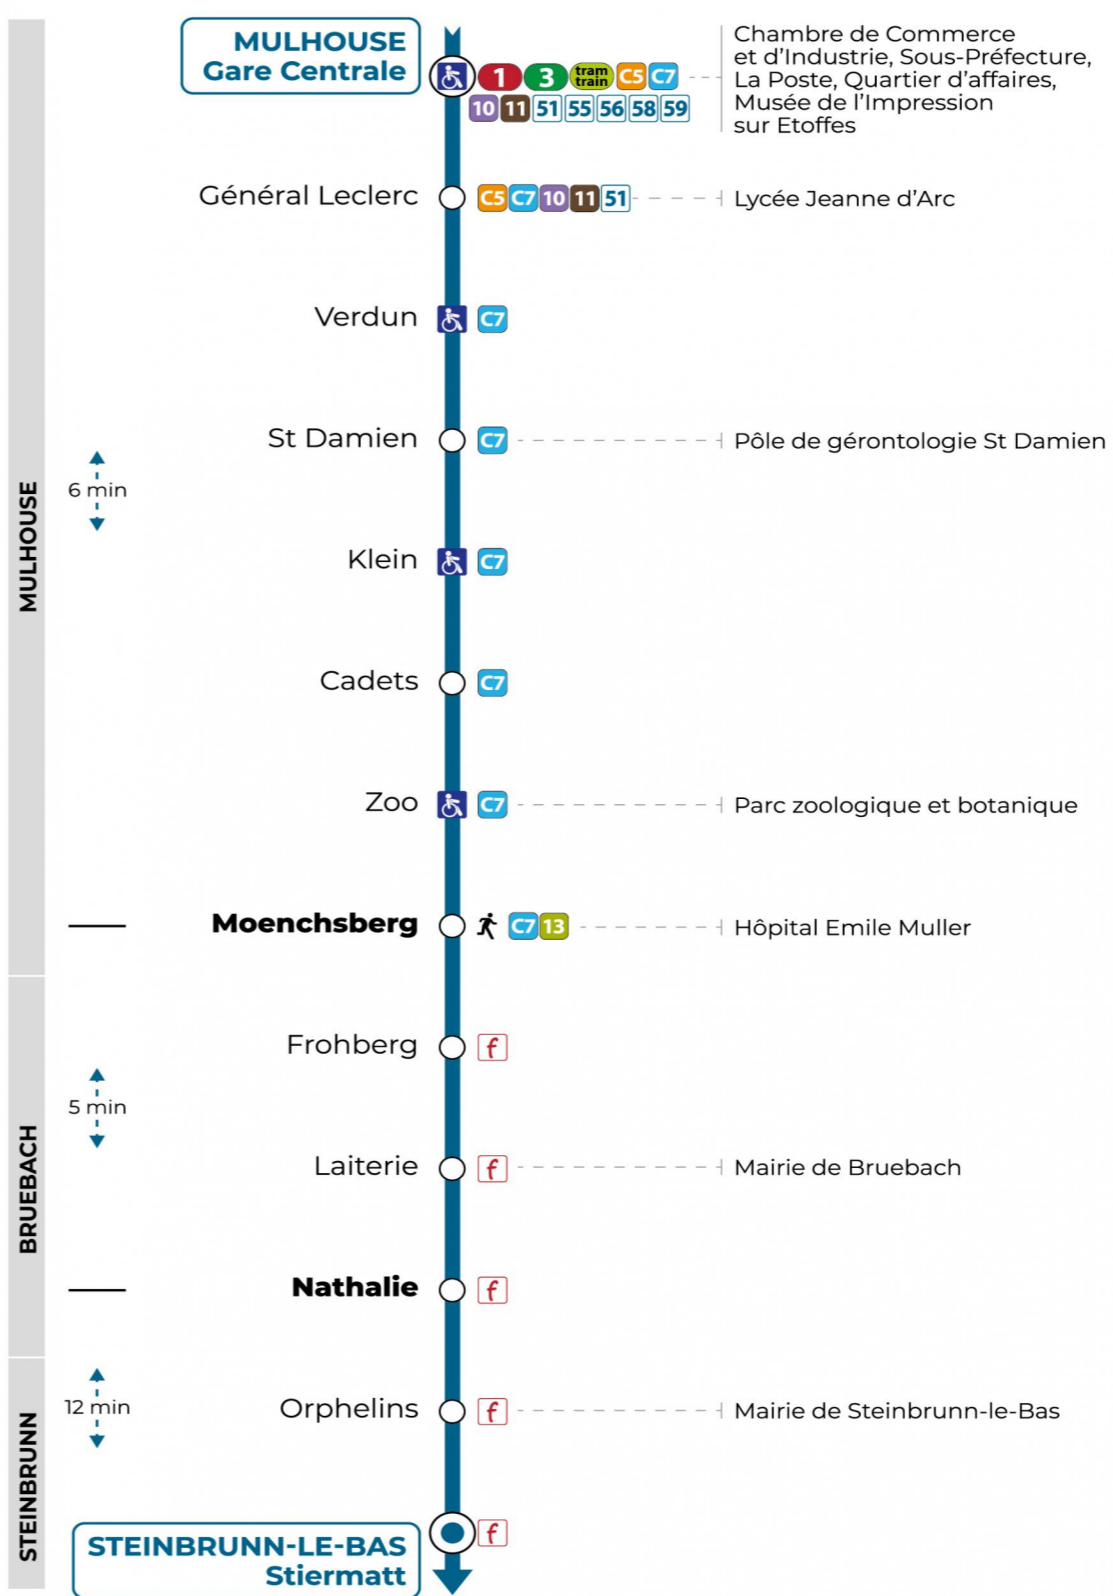 MULHOUSE
Gare Centrale
1 3 tram train C5 C7
10 11 51 55 56 58 59
Chambre de Commerce
et d’Industrie, Sous-Préfecture,
La Poste, Quartier d’affaires,
Musée de l’Impression
sur Etoffes
Général Leclerc C5 C7 10 11 51 Lycée Jeanne d’Arc
Verdun C7
St Damien C7 Pôle de gérontologie St Damien
MULHOUSE
6 min
Klein C7
Cadets C7
Zoo C7 Parc zoologique et botanique
Moenchsberg C7 13 Hôpital Emile Muller
Frohberg f
5 min
BRUEBACH
Laiterie f Mairie de Bruebach
Nathalie f
12 min
Orphelins f Mairie de Steinbrunn-le-Bas
STEINBRUNN
f
STEINBRUNN-LE-BAS
Stiermatt